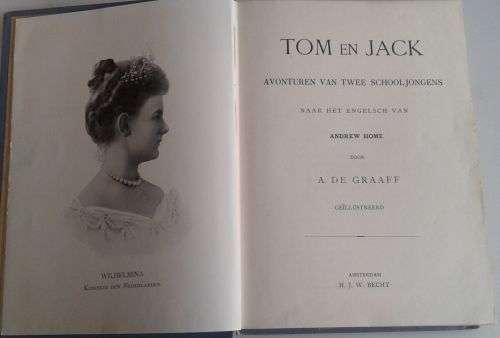 WILHELMINA
KONINGIN DER NEDERLANDEN
TOM EN JACK
AVONTUREN VAN TWEE SCHOOLJONGENS
NAAR HET ENGELSCH VAN
ANDREW HOME
DOOR
A. DE GRAAFF
GEÏLLUSTREERD
AMSTERDAM
H. J. W. BECHT